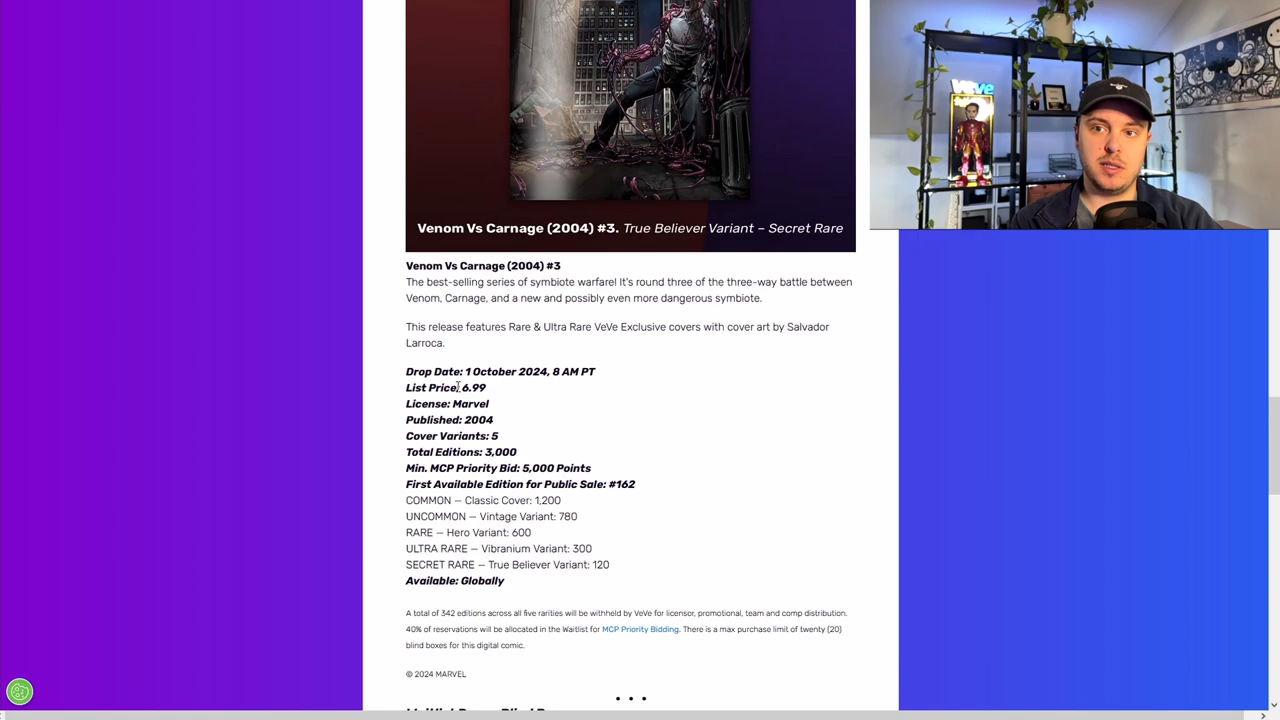 veve
Venom Vs Carnage (2004) #3. True Believer Variant – Secret Rare
Venom Vs Carnage (2004) #3
The best-selling series of symbiote warfare! It's round three of the three-way battle between
Venom, Carnage, and a new and possibly even more dangerous symbiote.
This release features Rare & Ultra Rare VeVe Exclusive covers with cover art by Salvador
Larroca.
Drop Date: 1 October 2024, 8 AM PT
List Price: 6.99
License: Marvel
Published: 2004
Cover Variants: 5
Total Editions: 3,000
Min. MCP Priority Bid: 5,000 Points
First Available Edition for Public Sale: #162
COMMON — Classic Cover: 1,200
UNCOMMON — Vintage Variant: 780
RARE — Hero Variant: 600
ULTRA RARE — Vibranium Variant: 300
SECRET RARE — True Believer Variant: 120
Available: Globally
A total of 342 editions across all five rarities will be withheld by VeVe for licensor, promotional, team and comp distribution.
40% of reservations will be allocated in the Waitlist for MCP Priority Bidding. There is a max purchase limit of twenty (20)
blind boxes for this digital comic.
© 2024 MARVEL